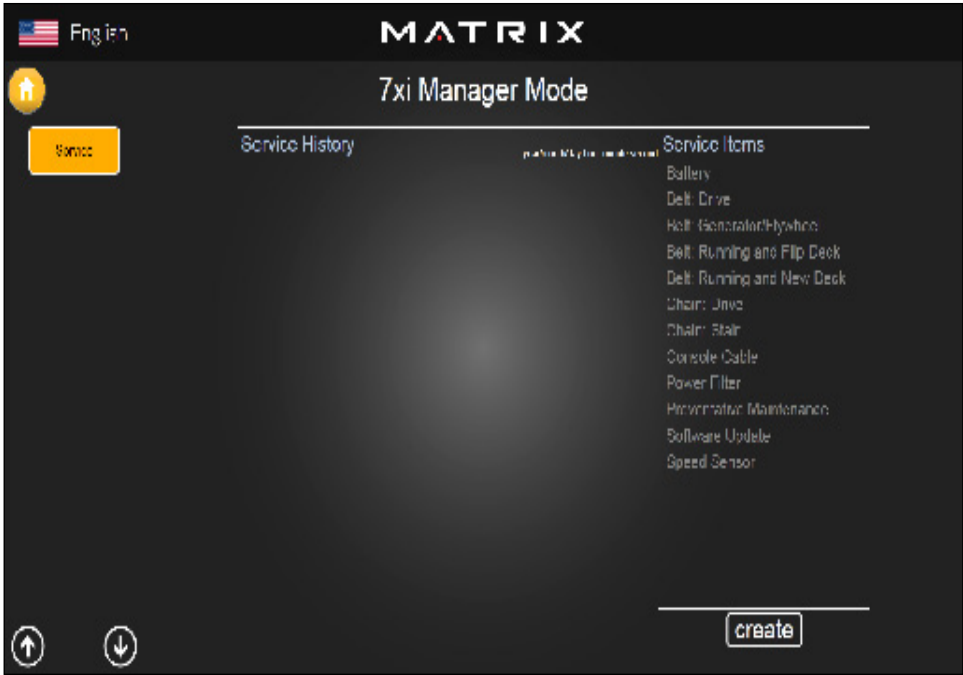 English
MATRIX
7xi Manager Mode
Service
Service History
Service Items
Battery
Belt: Drive
Belt: Generator/Flywheel
Belt: Running and Flip Deck
Belt: Running and New Deck
Chain: Drive
Chain: Stair
Console Cable
Power Filter
Preventative Maintenance
Software Update
Speed Sensor
create